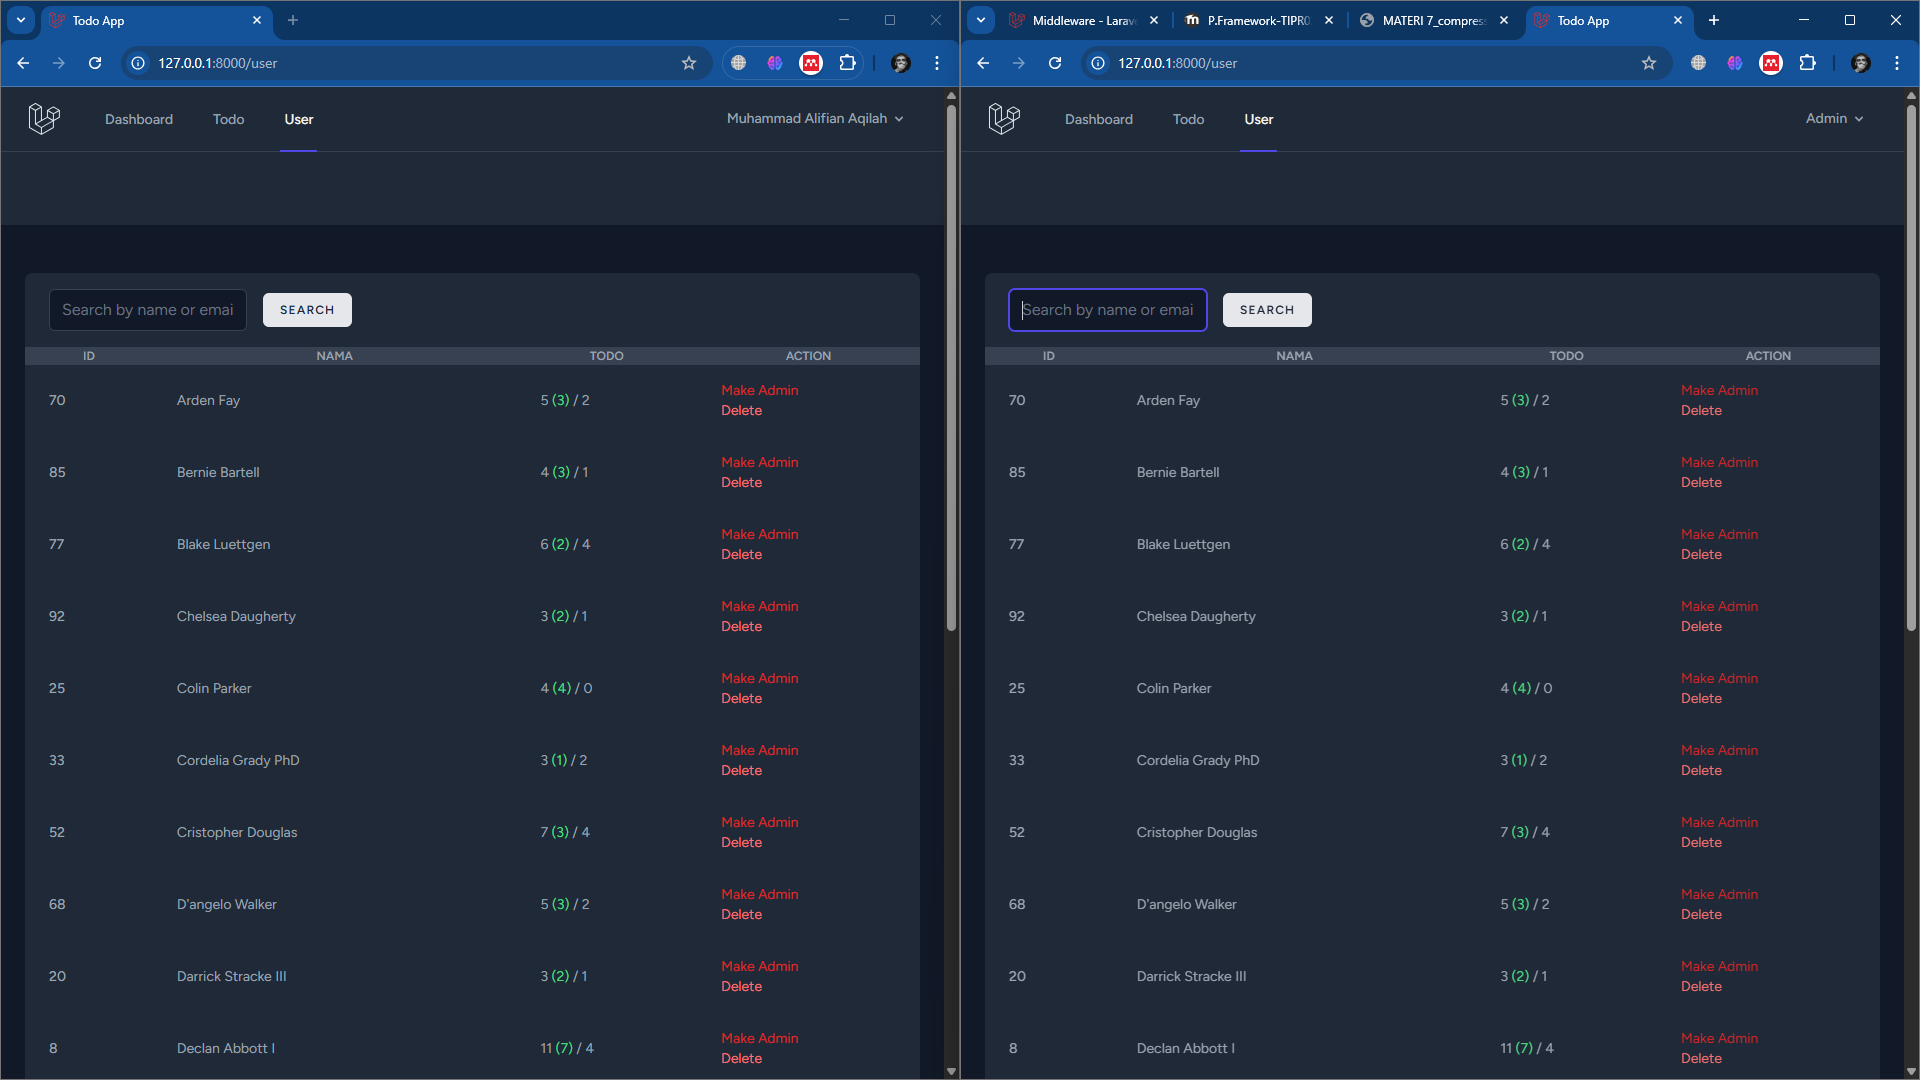 Todo App
127.0.0.1:8000/user
Dashboard Todo User
Muhammad Alifian Aqilah
Search by name or emai
SEARCH
ID NAMA TODO ACTION
70 Arden Fay 5 (3) / 2 Make Admin
Delete
85 Bernie Bartell 4 (3) / 1 Make Admin
Delete
77 Blake Luettgen 6 (2) / 4 Make Admin
Delete
92 Chelsea Daugherty 3 (2) / 1 Make Admin
Delete
25 Colin Parker 4 (4) / 0 Make Admin
Delete
33 Cordelia Grady PhD 3 (1) / 2 Make Admin
Delete
52 Cristopher Douglas 7 (3) / 4 Make Admin
Delete
68 D'angelo Walker 5 (3) / 2 Make Admin
Delete
20 Darrick Stracke III 3 (2) / 1 Make Admin
Delete
8 Declan Abbott I 11 (7) / 4 Make Admin
Delete
Middleware - Larav
P.Framework-TIPRO
MATERI 7_compress
Todo App
127.0.0.1:8000/user
Dashboard Todo User
Admin
Search by name or emai
SEARCH
ID NAMA TODO ACTION
70 Arden Fay 5 (3) / 2 Make Admin
Delete
85 Bernie Bartell 4 (3) / 1 Make Admin
Delete
77 Blake Luettgen 6 (2) / 4 Make Admin
Delete
92 Chelsea Daugherty 3 (2) / 1 Make Admin
Delete
25 Colin Parker 4 (4) / 0 Make Admin
Delete
33 Cordelia Grady PhD 3 (1) / 2 Make Admin
Delete
52 Cristopher Douglas 7 (3) / 4 Make Admin
Delete
68 D'angelo Walker 5 (3) / 2 Make Admin
Delete
20 Darrick Stracke III 3 (2) / 1 Make Admin
Delete
8 Declan Abbott I 11 (7) / 4 Make Admin
Delete